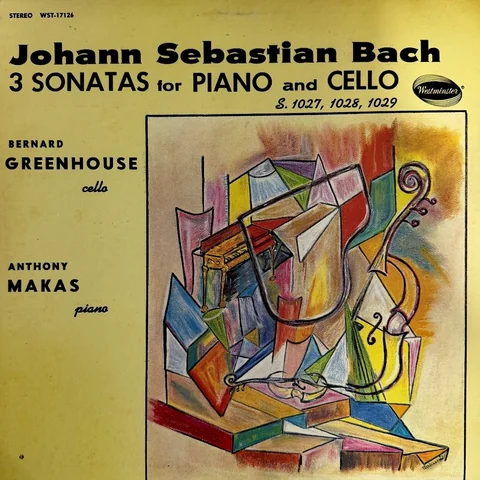 STEREO WST-17126
Johann Sebastian Bach
3 SONATAS for PIANO and CELLO
S. 1027, 1028, 1029
Westminster
BERNARD
GREENHOUSE
cello
ANTHONY
MAKAS
piano